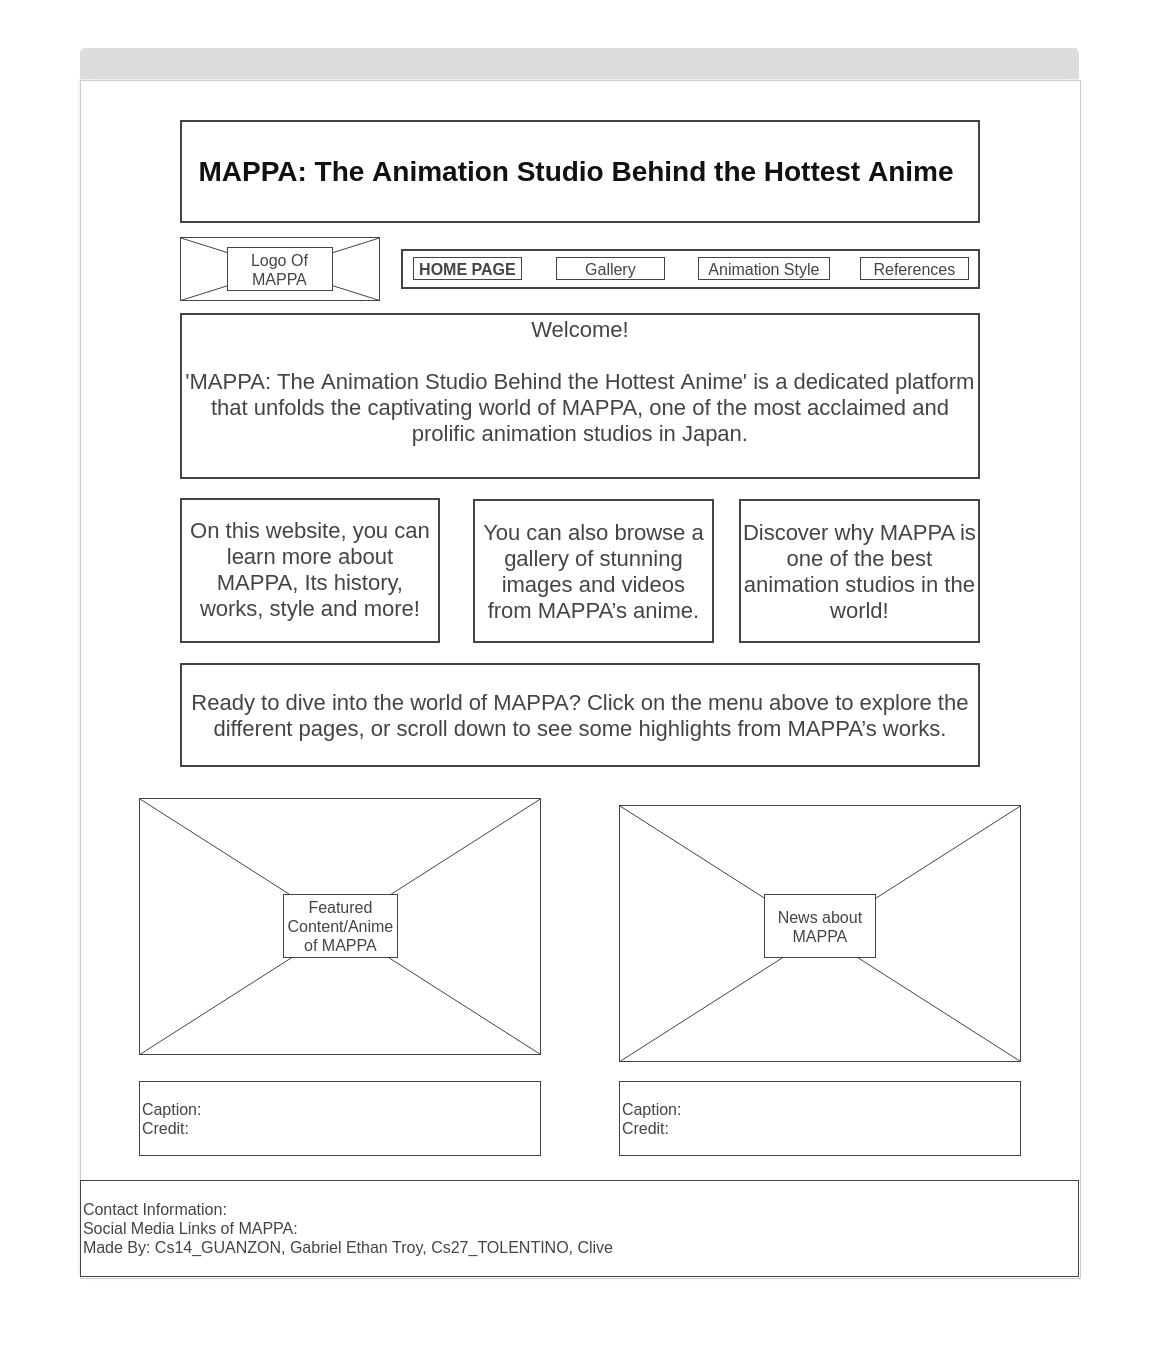 MAPPA: The Animation Studio Behind the Hottest Anime
Logo Of
MAPPA
HOME PAGE
Gallery
Animation Style
References
Welcome!
'MAPPA: The Animation Studio Behind the Hottest Anime' is a dedicated platform
that unfolds the captivating world of MAPPA, one of the most acclaimed and
prolific animation studios in Japan.
On this website, you can
learn more about
MAPPA, Its history,
works, style and more!
You can also browse a
gallery of stunning
images and videos
from MAPPA’s anime.
Discover why MAPPA is
one of the best
animation studios in the
world!
Ready to dive into the world of MAPPA? Click on the menu above to explore the
different pages, or scroll down to see some highlights from MAPPA’s works.
Featured
Content/Anime
of MAPPA
News about
MAPPA
Caption:
Credit:
Caption:
Credit:
Contact Information:
Social Media Links of MAPPA:
Made By: Cs14_GUANZON, Gabriel Ethan Troy, Cs27_TOLENTINO, Clive